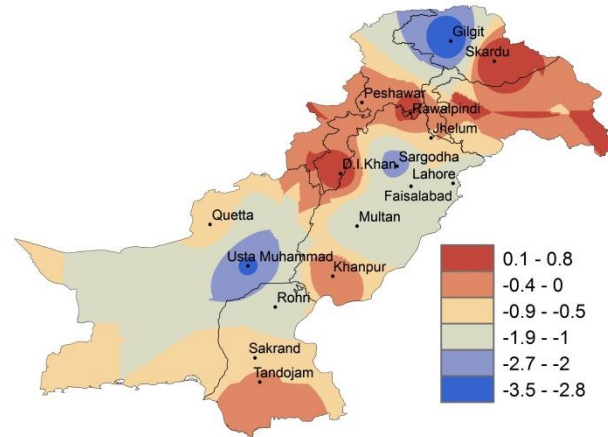 Gilgit
Skardu
Peshawar
Rawalpindi
Jhelum
D.I.Khan
Sargodha
Lahore
Faisalabad
Quetta
Multan
Usta Muhammad
Khanpur
Rohri
Sakrand
Tandojam
0.1 - 0.8
-0.4 - 0
-0.9 - -0.5
-1.9 - -1
-2.7 - -2
-3.5 - -2.8